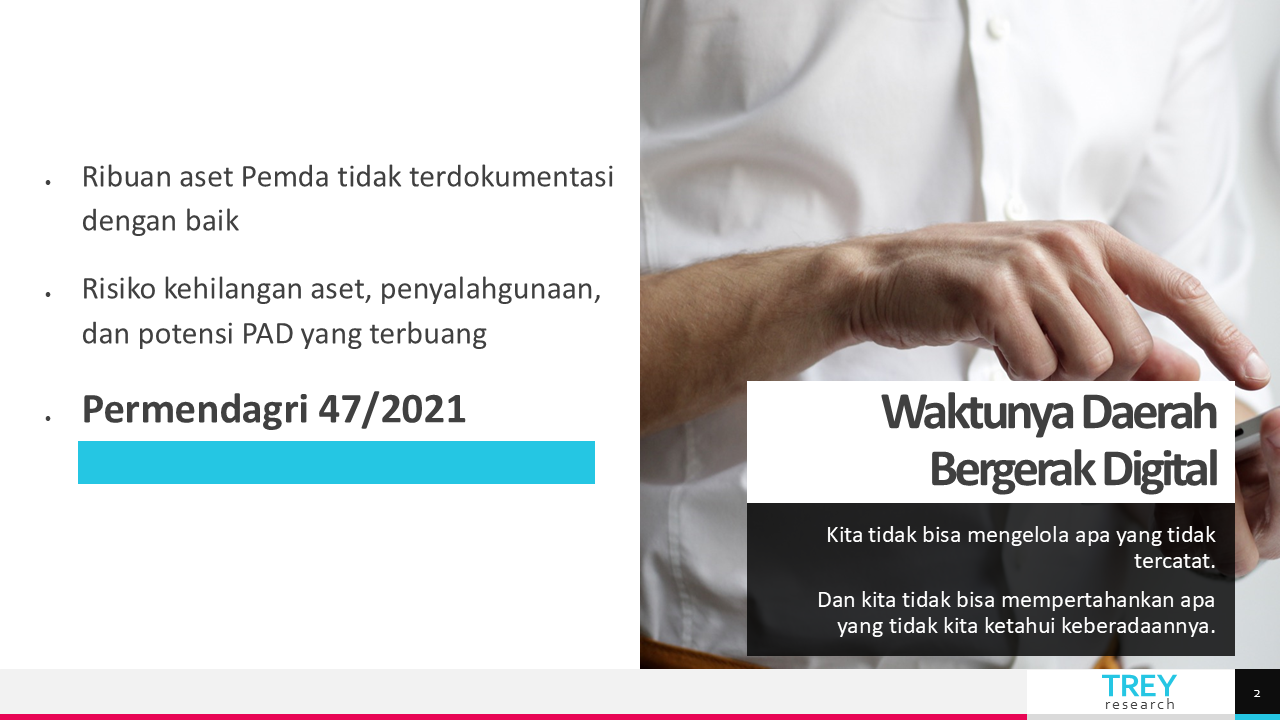 Ribuan aset Pemda tidak terdokumentasi
dengan baik
Risiko kehilangan aset, penyalahgunaan,
dan potensi PAD yang terbuang
Permendagri 47/2021
Waktunya Daerah
Bergerak Digital
Kita tidak bisa mengelola apa yang tidak
tercatat.
Dan kita tidak bisa mempertahankan apa
yang tidak kita ketahui keberadaannya.
TREY
research
2